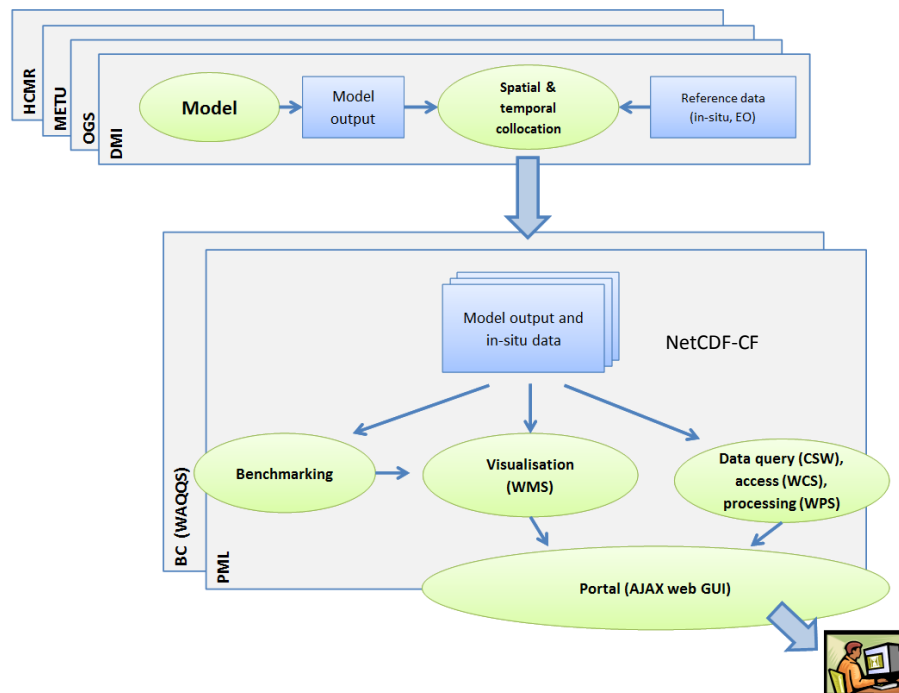 HCMR
METU
OGS
DMI
Model
Model
output
Spatial &
temporal
collocation
Reference data
(in-situ, EO)
BC (WAQQS)
PML
Model output and
in-situ data
NetCDF-CF
Benchmarking
Visualisation
(WMS)
Data query (CSW),
access (WCS),
processing (WPS)
Portal (AJAX web GUI)